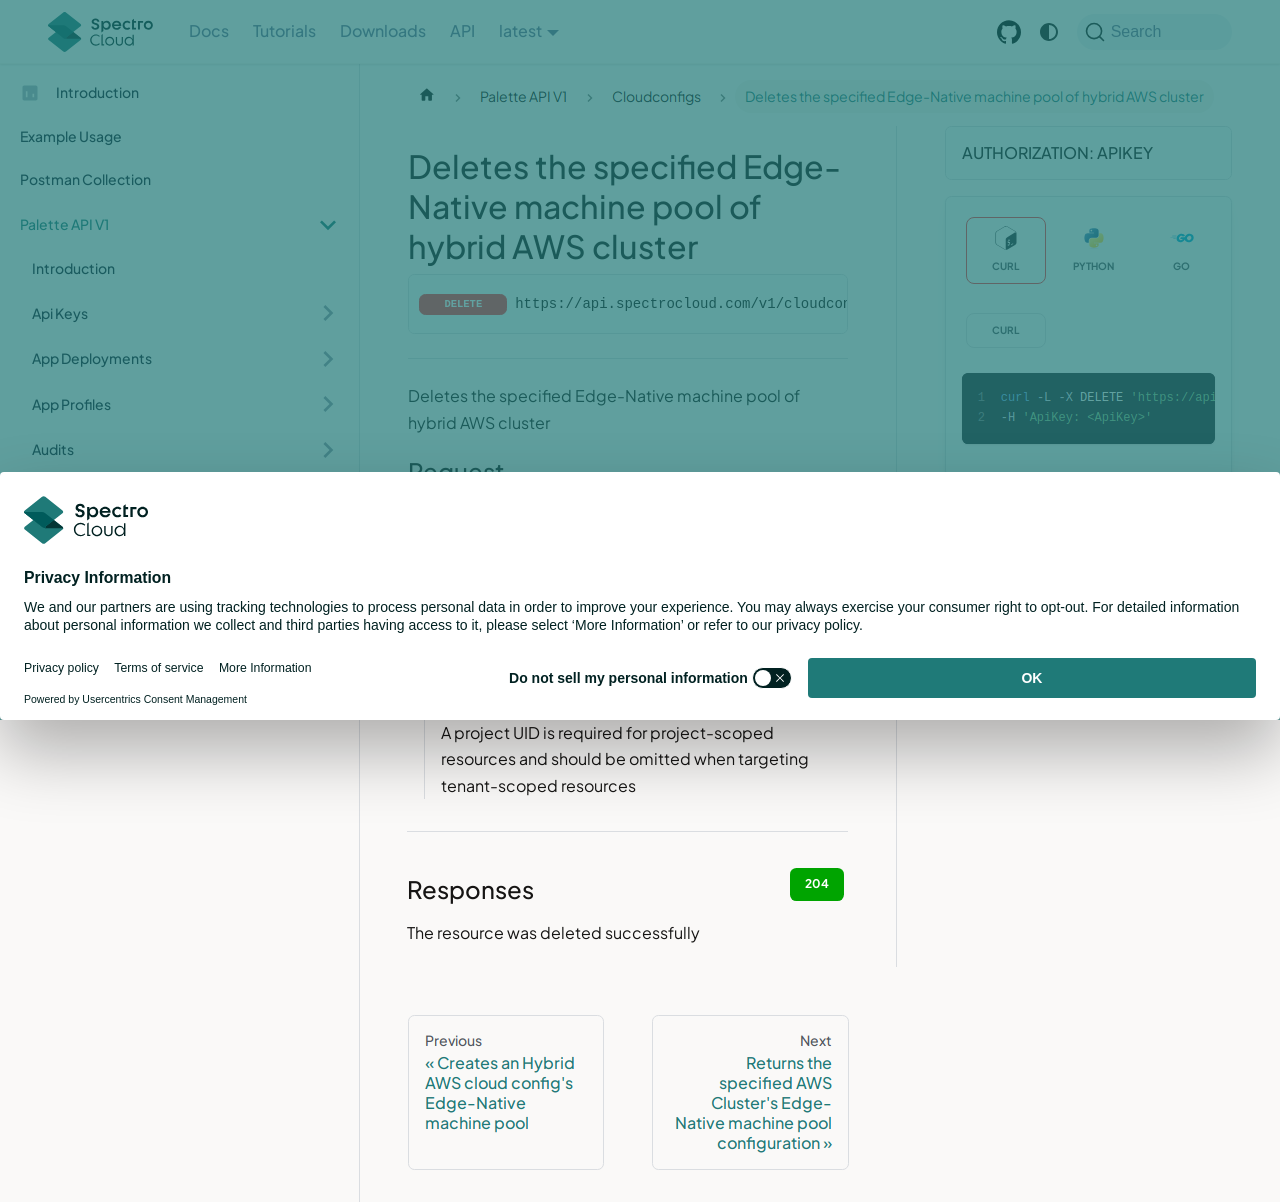 Spectro Cloud
Docs
Tutorials
Downloads
API
latest
Search
Introduction
Example Usage
Postman Collection
Palette API V1
Introduction
Api Keys
App Deployments
App Profiles
Audits
Palette API V1
Cloudconfigs
Deletes the specified Edge-Native machine pool of hybrid AWS cluster
Deletes the specified Edge-
Native machine pool of
hybrid AWS cluster
DELETE https://api.spectrocloud.com/v1/cloudcon
Deletes the specified Edge-Native machine pool of
hybrid AWS cluster
Request
AUTHORIZATION: APIKEY
CURL
PYTHON
GO
CURL
1 curl -L -X DELETE 'https://api
2 -H 'ApiKey: <ApiKey>'
Spectro
Cloud
Privacy Information
We and our partners are using tracking technologies to process personal data in order to improve your experience. You may always exercise your consumer right to opt-out. For detailed information
about personal information we collect and third parties having access to it, please select ‘More Information’ or refer to our privacy policy.
Privacy policy
Terms of service
More Information
Powered by Usercentrics Consent Management
Do not sell my personal information
OK
A project UID is required for project-scoped
resources and should be omitted when targeting
tenant-scoped resources
Responses
204
The resource was deleted successfully
Previous
« Creates an Hybrid
AWS cloud config's
Edge-Native
machine pool
Next
Returns the
specified AWS
Cluster's Edge-
Native machine pool
configuration »